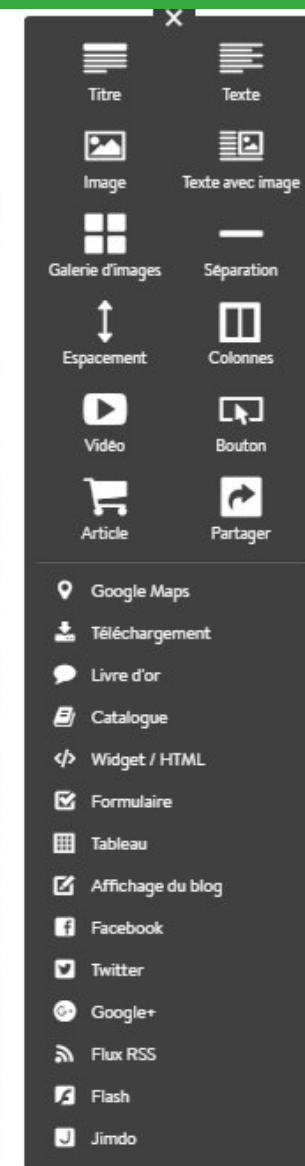 Titre Texte
Image Texte avec image
Galerie d'images Séparation
Espacement Colonnes
Vidéo Bouton
Article Partager
Google Maps
Téléchargement
Livre d'or
Catalogue
Widget / HTML
Formulaire
Tableau
Affichage du blog
Facebook
Twitter
Google+
Flux RSS
Flash
Jimdo